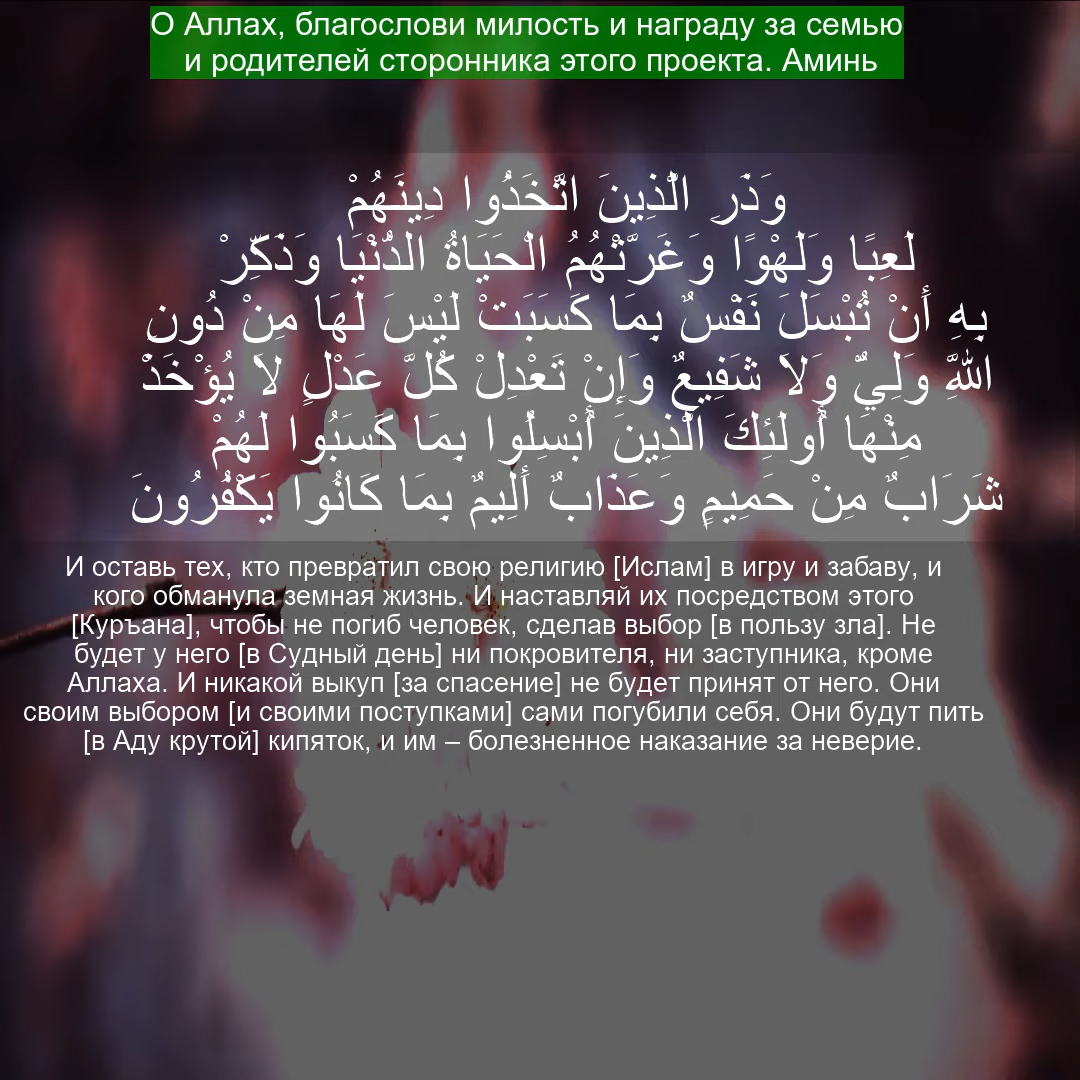 О Аллах, благослови милость и награду за семью
и родителей сторонника этого проекта. Аминь
وَذَرِ الَّذِينَ اتَّخَذُوا دِينَهُمْ
لَعِبًا وَلَهْوًا وَغَرَّتْهُمُ الْحَيَاةُ الدُّنْيَا وَذَكِّرْ
بِهِ أَنْ تُبْسَلَ نَفْسٌ بِمَا كَسَبَتْ لَيْسَ لَهَا مِنْ دُونِ
اللَّهِ وَلِيٌّ وَلَا شَفِيعٌ وَإِنْ تَعْدِلْ كُلَّ عَدْلٍ لَا يُؤْخَذْ
مِنْهَا أُولَئِكَ الَّذِينَ أُبْسِلُوا بِمَا كَسَبُوا لَهُمْ
شَرَابٌ مِنْ حَمِيمٍ وَعَذَابٌ أَلِيمٌ بِمَا كَانُوا يَكْفُرُونَ
И оставь тех, кто превратил свою религию [Ислам] в игру и забаву, и
кого обманула земная жизнь. И наставляй их посредством этого
[Куръана], чтобы не погиб человек, сделав выбор [в пользу зла]. Не
будет у него [в Судный день] ни покровителя, ни заступника, кроме
Аллаха. И никакой выкуп [за спасение] не будет принят от него. Они
своим выбором [и своими поступками] сами погубили себя. Они будут пить
[в Аду крутой] кипяток, и им – болезненное наказание за неверие.